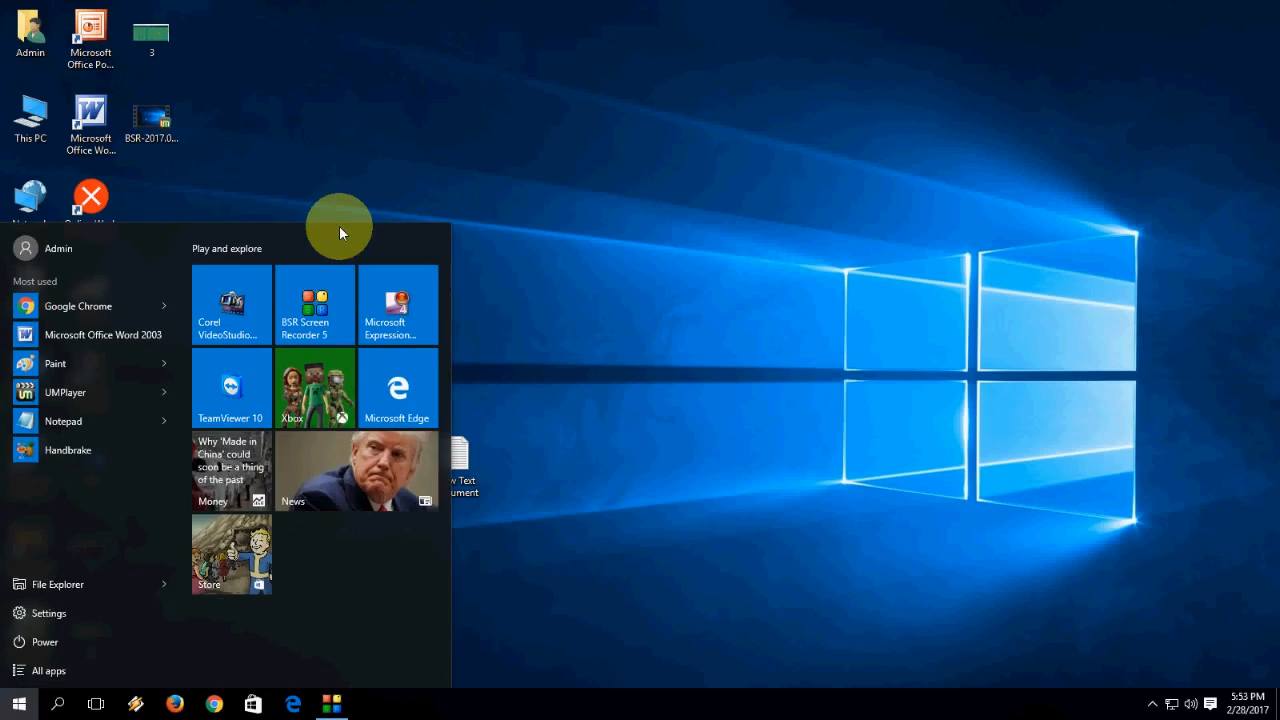 Admin
Microsoft
Office Po...
3
This PC
Microsoft
Office Wo...
BSR-2017.0...
Admin
Most used
Google Chrome
Microsoft Office Word 2003
Paint
UMPlayer
Notepad
Handbrake
File Explorer
Settings
Power
All apps
Play and explore
Corel
VideoStudio...
BSR Screen
Recorder 5
Microsoft
Expression...
TeamViewer 10
Xbox
Microsoft Edge
Why 'Made in
China' could
soon be a thing
of the past
Money
News
Store
w Text
ument
5:53 PM
2/28/2017